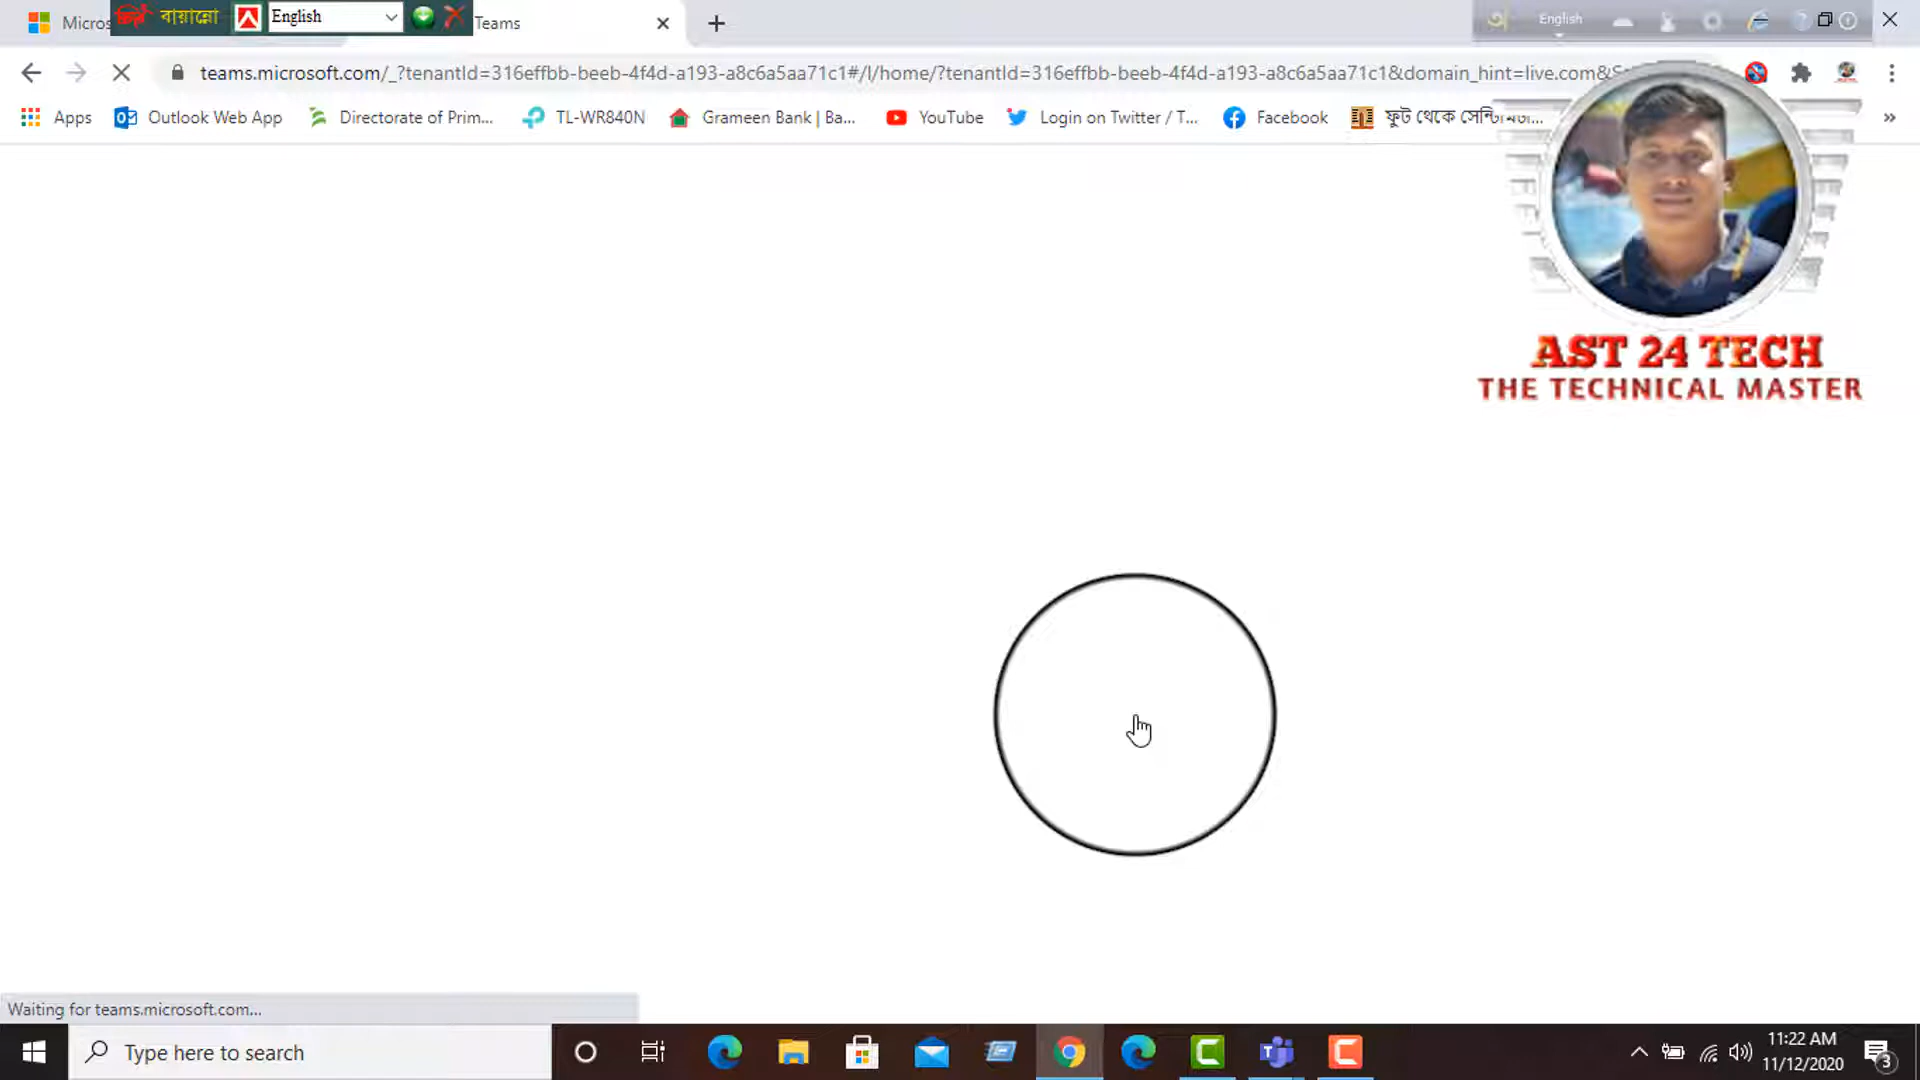 Micros
বায়ান্নো
English
Teams
English
teams.microsoft.com/_?tenantId=316effbb-beeb-4f4d-a193-a8c6a5aa71c1#/l/home/?tenantId=316effbb-beeb-4f4d-a193-a8c6a5aa71c1&domain_hint=live.com&S
Apps
Outlook Web App
Directorate of Prim...
TL-WR840N
Grameen Bank | Ba...
YouTube
Login on Twitter / T...
Facebook
ফুট থেকে
AST 24 TECH
THE TECHNICAL MASTER
Waiting for teams.microsoft.com...
Type here to search
11:22 AM
11/12/2020
3